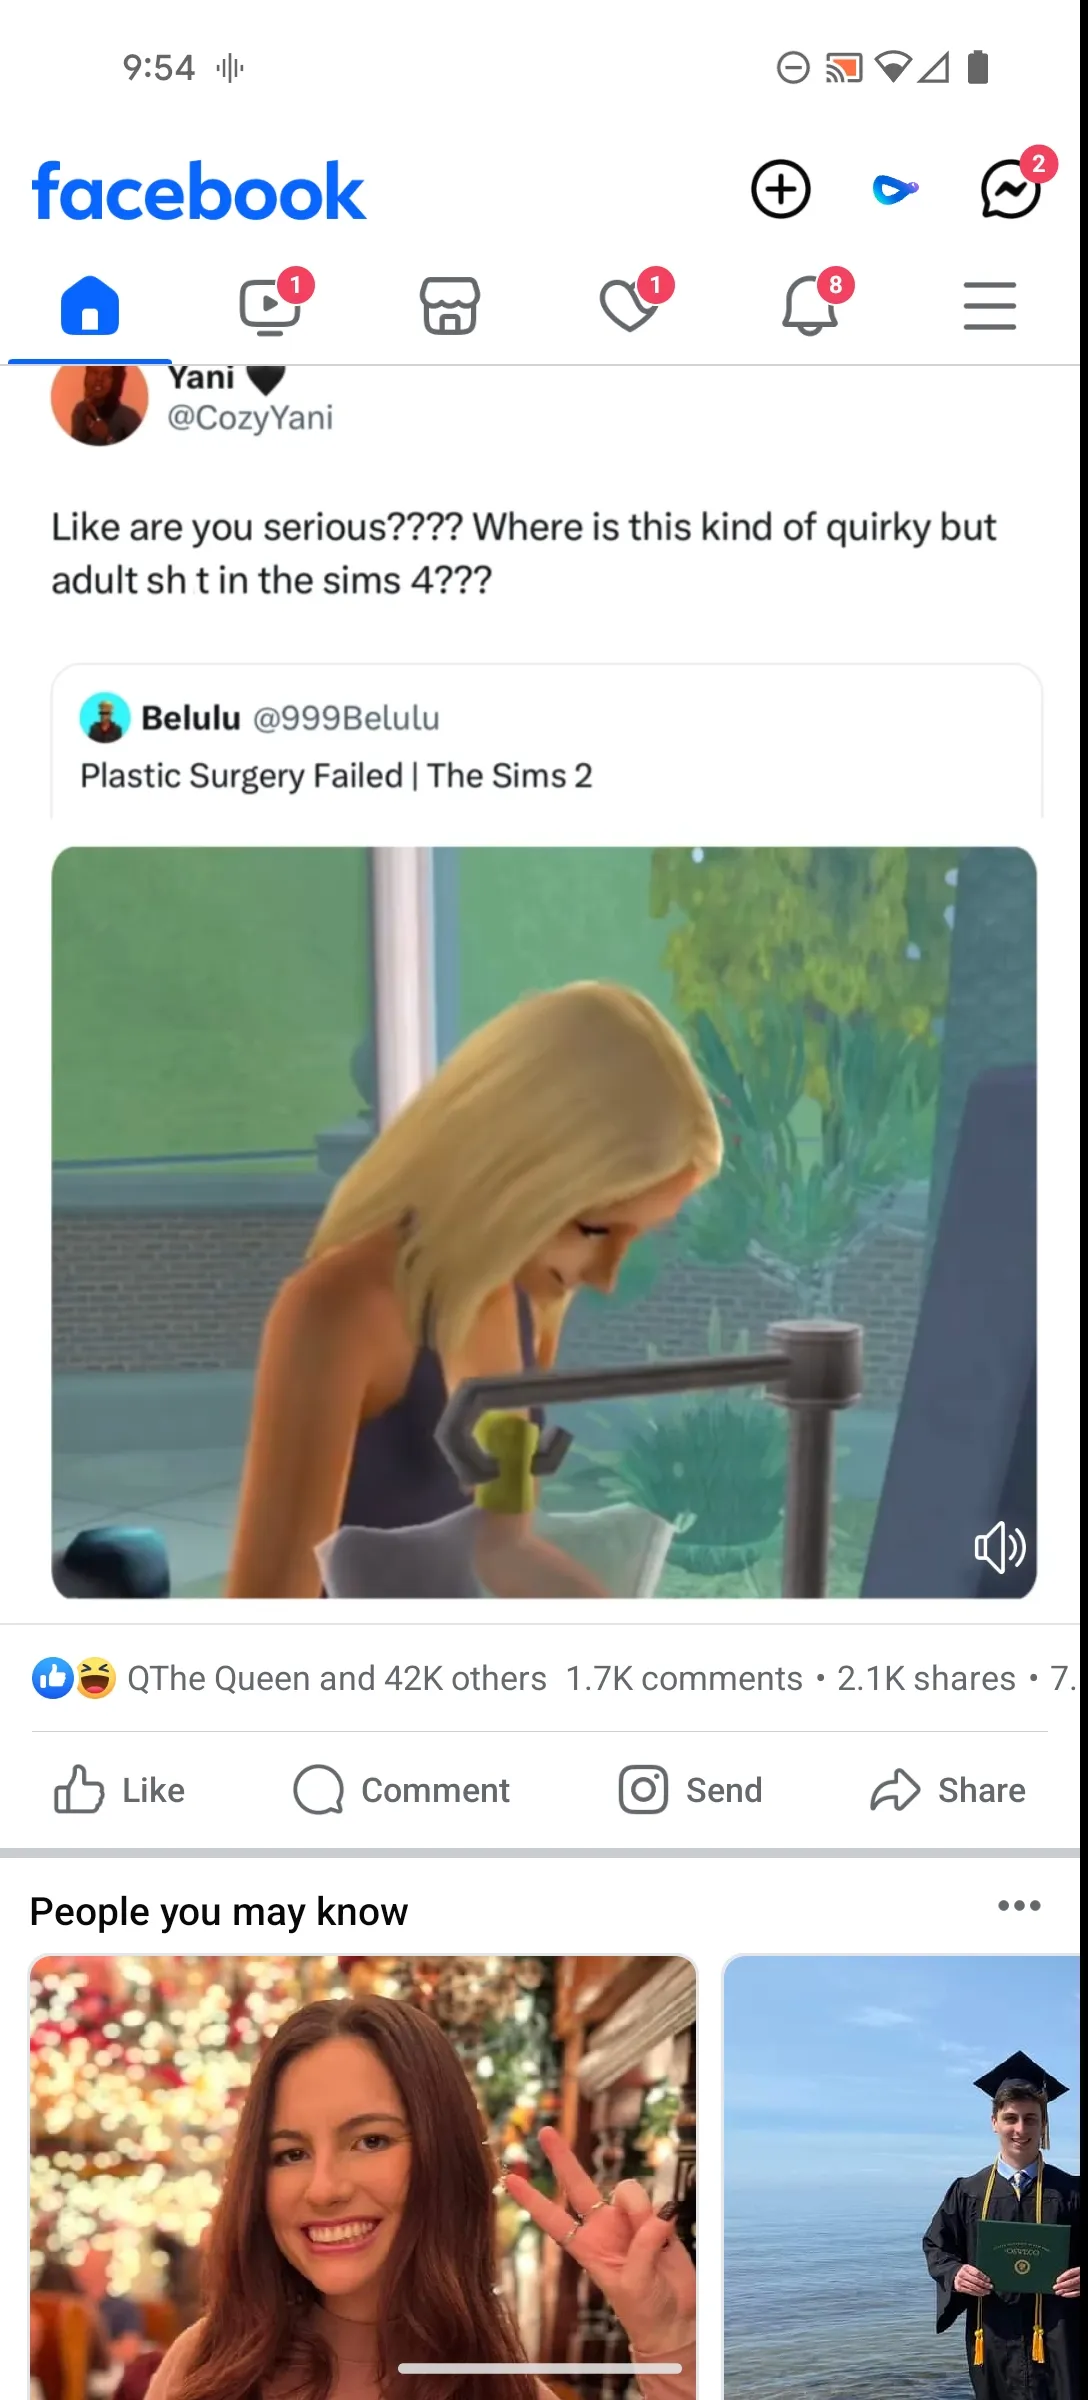 9:54
facebook
2
1
1
8
Yani 🖤
@CozyYani
Like are you serious???? Where is this kind of quirky but
adult sh t in the sims 4???
Belulu @999Belulu
Plastic Surgery Failed | The Sims 2
QThe Queen and 42K others 1.7K comments • 2.1K shares • 7.
Like
Comment
Send
Share
People you may know